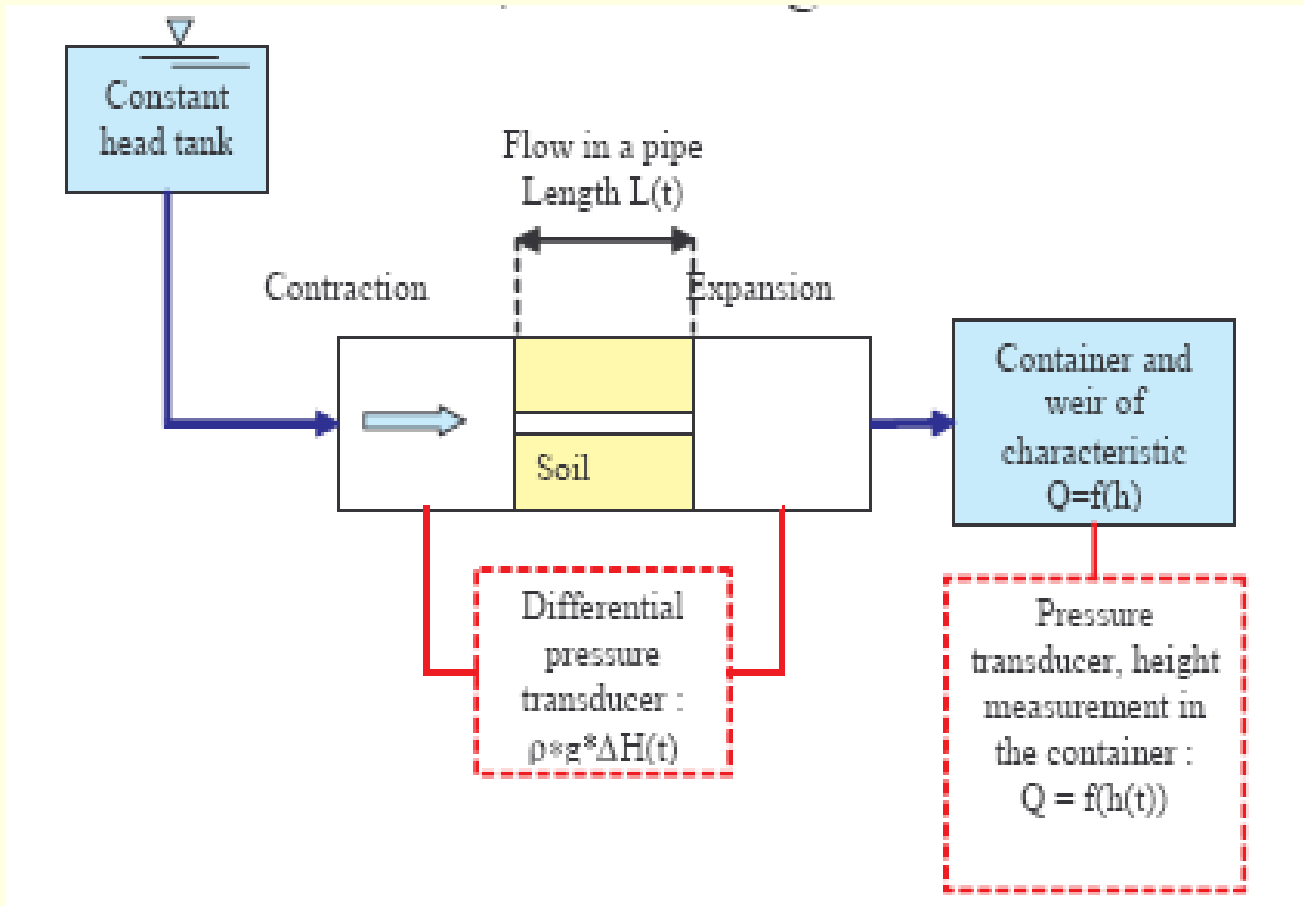 Constant
head tank
Flow in a pipe
Length L(t)
Contraction
Expansion
Soil
Container and
weir of
characteristic
Q=f(h)
Differential
pressure
transducer :
ρ*g*ΔH(t)
Pressure
transducer, height
measurement in
the container :
Q = f(h(t))